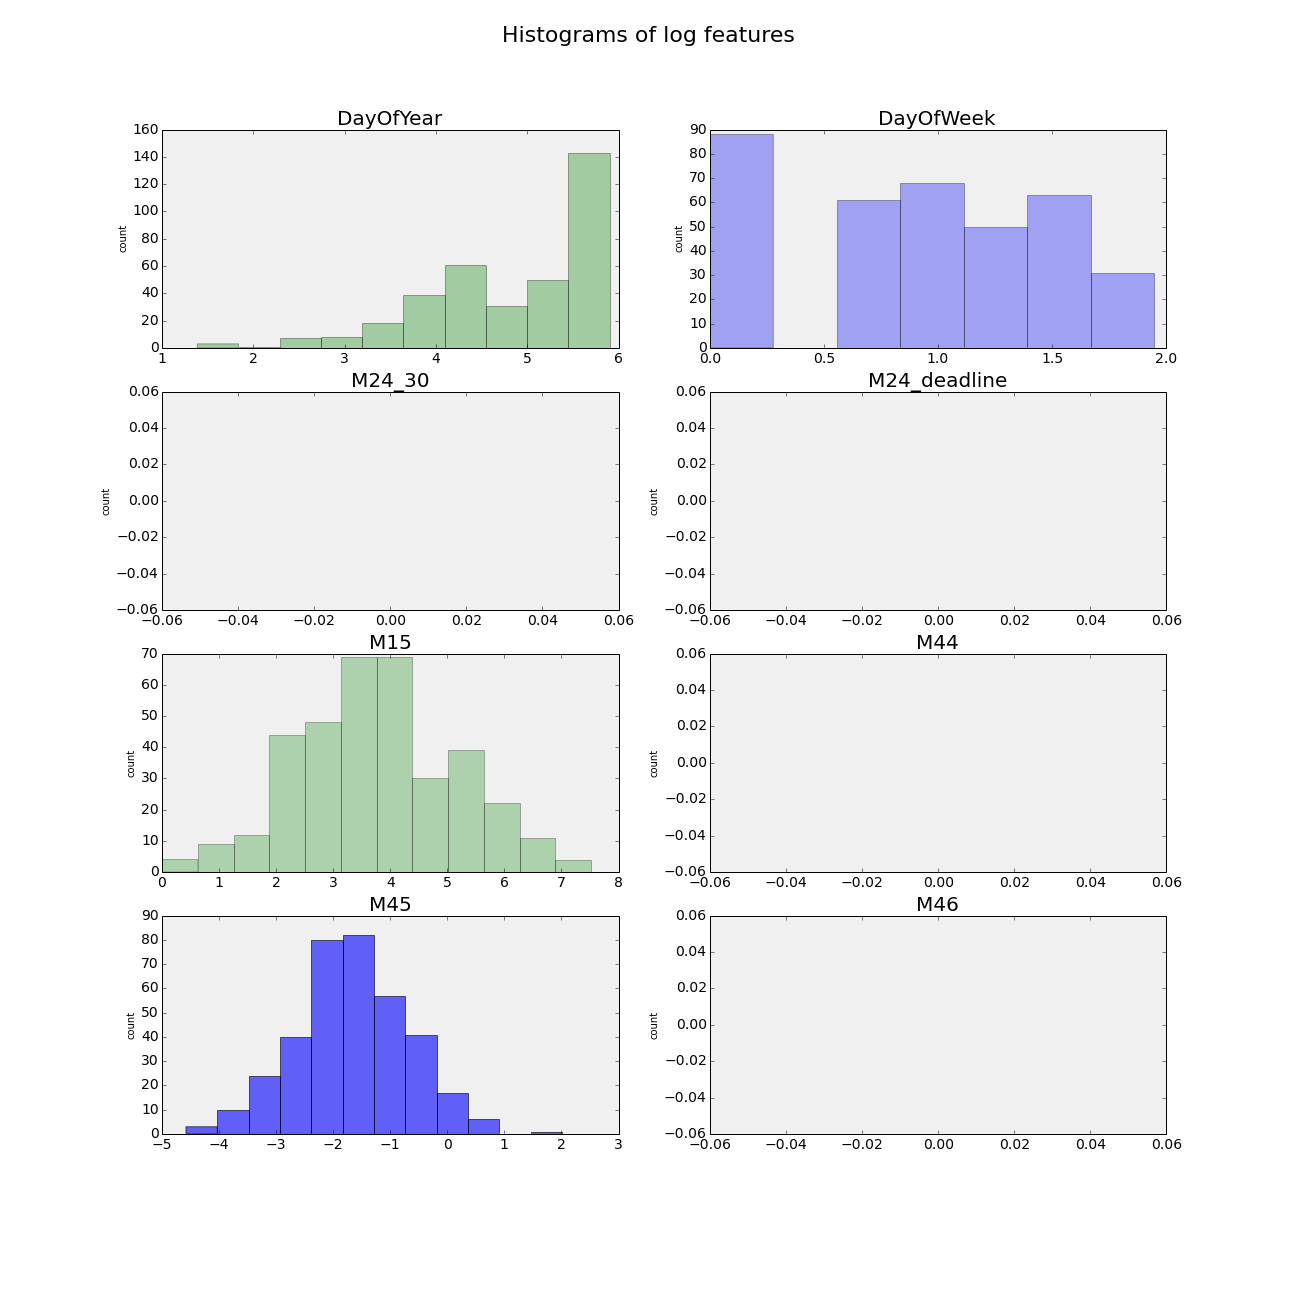 Histograms of log features
DayOfYear
160
140
120
100
80
60
40
20
0
count
1 2 3 4 5 6
DayOfWeek
90
80
70
60
50
40
30
20
10
0
count
0.0 0.5 1.0 1.5 2.0
M24_30
0.06
0.04
0.02
0.00
−0.02
−0.04
−0.06
count
−0.06 −0.04 −0.02 0.00 0.02 0.04 0.06
M24_deadline
0.06
0.04
0.02
0.00
−0.02
−0.04
−0.06
count
−0.06 −0.04 −0.02 0.00 0.02 0.04 0.06
M15
70
60
50
40
30
20
10
0
count
0 1 2 3 4 5 6 7 8
M44
0.06
0.04
0.02
0.00
−0.02
−0.04
−0.06
count
−0.06 −0.04 −0.02 0.00 0.02 0.04 0.06
M45
90
80
70
60
50
40
30
20
10
0
count
−5 −4 −3 −2 −1 0 1 2 3
M46
0.06
0.04
0.02
0.00
−0.02
−0.04
−0.06
count
−0.06 −0.04 −0.02 0.00 0.02 0.04 0.06